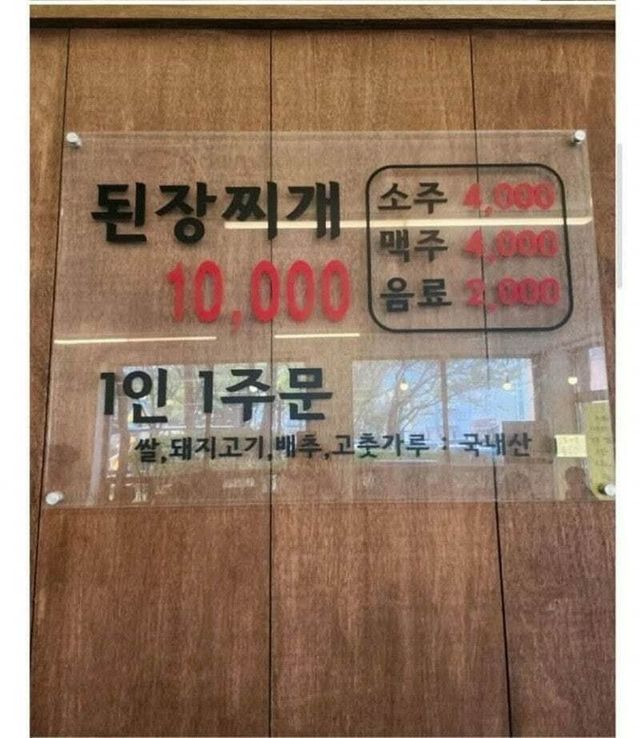 된장찌개
10,000
소주 4,000
맥주 4,000
음료 2,000
1인 1주문
쌀,돼지고기,배추,고춧가루 : 국내산